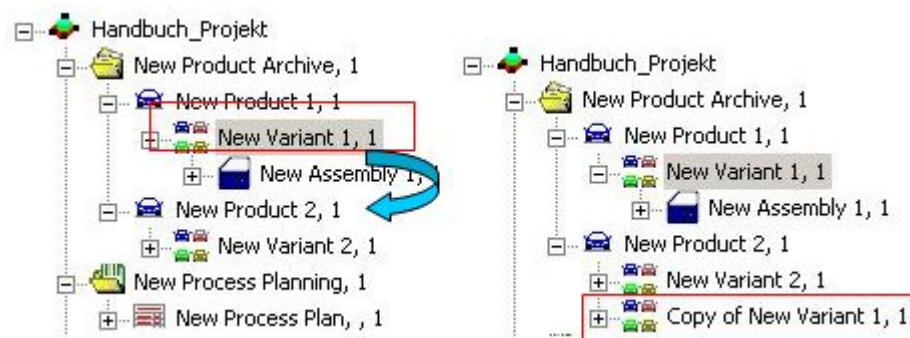 Handbuch_Projekt
New Product Archive, 1
New Product 1, 1
New Variant 1, 1
New Assembly 1,
New Product 2, 1
New Variant 2, 1
New Process Planning, 1
New Process Plan, , 1
Handbuch_Projekt
New Product Archive, 1
New Product 1, 1
New Variant 1, 1
New Assembly 1, 1
New Product 2, 1
New Variant 2, 1
Copy of New Variant 1, 1